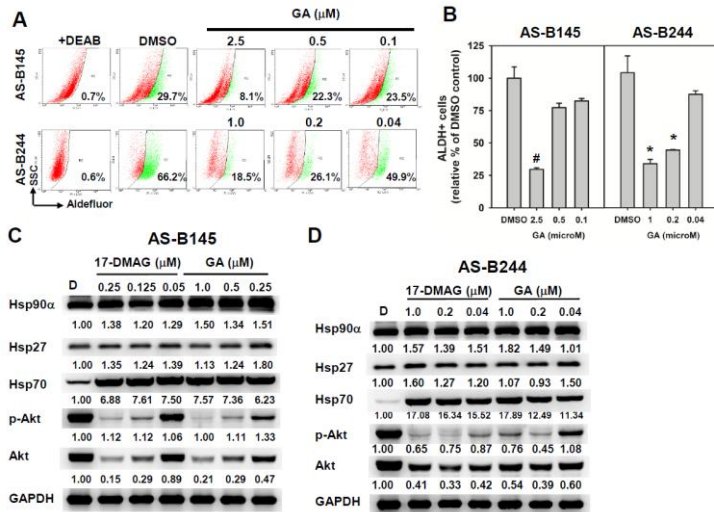 A
GA (μM)
+DEAB DMSO 2.5 0.5 0.1
AS-B145
0.7% 29.7% 8.1% 22.3% 23.5%
1.0 0.2 0.04
AS-B244
SSC
0.6% 66.2% 18.5% 26.1% 49.9%
Aldefluor
B
AS-B145 AS-B244
ALDH+ cells
(relative % of DMSO control)
125
100
75
50
25
0
# * *
DMSO 2.5 0.5 0.1 DMSO 1 0.2 0.04
GA (microM) GA (microM)
C
AS-B145
17-DMAG (μM) GA (μM)
D 0.25 0.125 0.05 1.0 0.5 0.25
Hsp90α
1.00 1.38 1.20 1.29 1.50 1.34 1.51
Hsp27
1.00 1.35 1.24 1.39 1.13 1.24 1.80
Hsp70
1.00 6.88 7.61 7.50 7.57 7.36 6.23
p-Akt
1.00 1.12 1.12 1.06 1.00 1.11 1.33
Akt
1.00 0.15 0.29 0.89 0.21 0.29 0.47
GAPDH
D
AS-B244
17-DMAG (μM) GA (μM)
D 1.0 0.2 0.04 1.0 0.2 0.04
Hsp90α
1.00 1.57 1.39 1.51 1.82 1.49 1.01
Hsp27
1.00 1.60 1.27 1.20 1.07 0.93 1.50
Hsp70
1.00 17.08 16.34 15.52 17.89 12.49 11.34
p-Akt
1.00 0.65 0.75 0.87 0.76 0.45 1.08
Akt
1.00 0.41 0.33 0.42 0.54 0.39 0.60
GAPDH